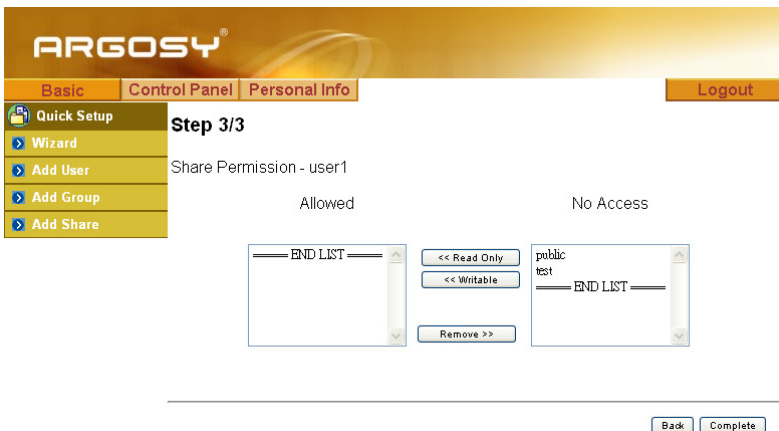 ARGOSY®
Basic Control Panel Personal Info Logout
Quick Setup
Wizard
Add User
Add Group
Add Share
Step 3/3
Share Permission - user1
Allowed No Access
END LIST
<< Read Only
<< Writable
Remove >>
public
test
END LIST
Back Complete